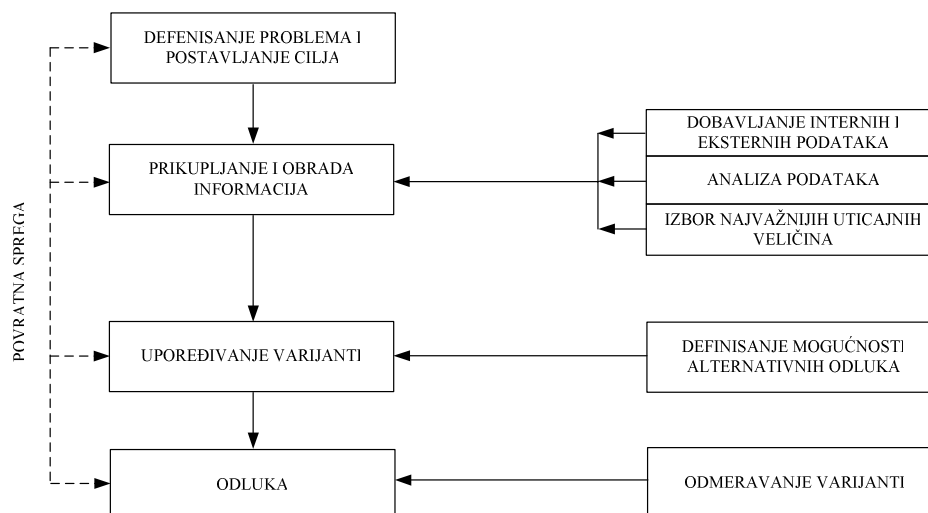 DEFENISANJE PROBLEMA I
POSTAVLJANJE CILJA
PRIKUPLJANJE I OBRADA
INFORMACIJA
UPOREĐIVANJE VARIJANTI
ODLUKA
DOBAVLJANJE INTERNIH I
EKSTERNIH PODATAKA
ANALIZA PODATAKA
IZBOR NAJVAŽNIJIH UTICAJNIH
VELIČINA
DEFINISANJE MOGUĆNOSTI
ALTERNATIVNIH ODLUKA
ODMERAVANJE VARIJANTI
POVRATNA SPREGA